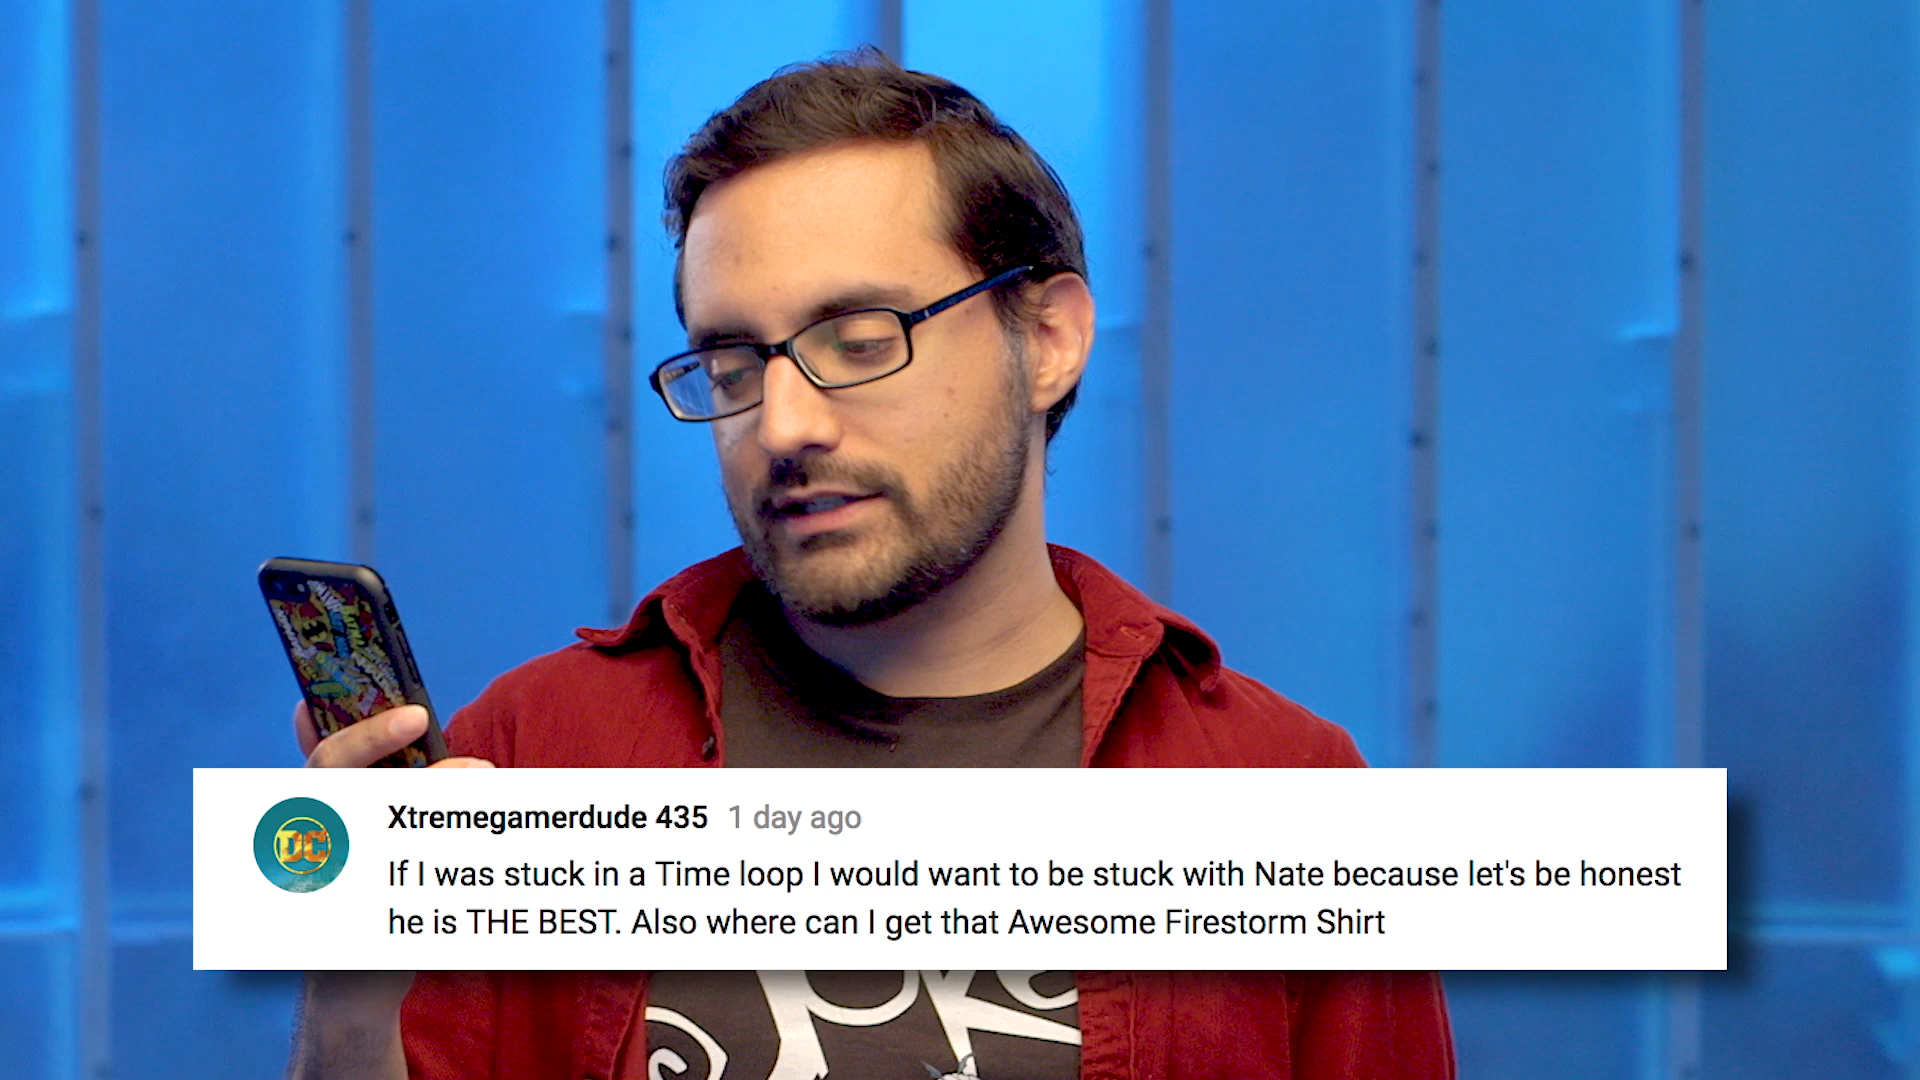 Xtremegamerdude 435 1 day ago
DC
If I was stuck in a Time loop I would want to be stuck with Nate because let's be honest
he is THE BEST. Also where can I get that Awesome Firestorm Shirt